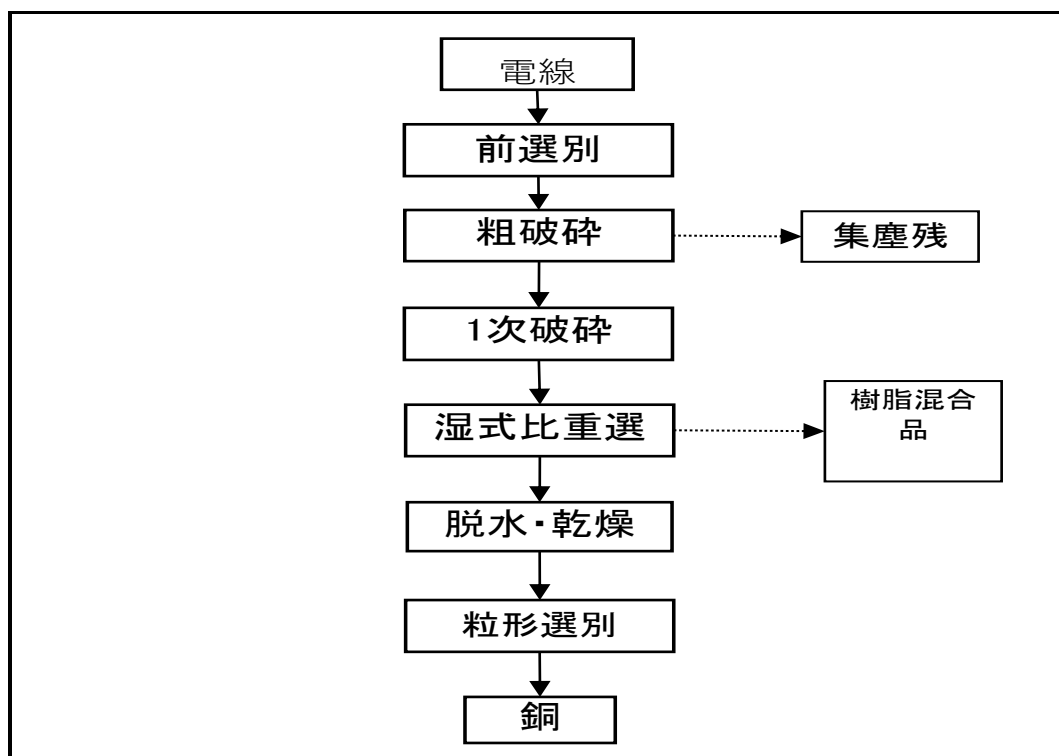 電線
前選別
粗破砕
集塵残
1次破砕
湿式比重選
樹脂混合
品
脱水・乾燥
粒形選別
銅